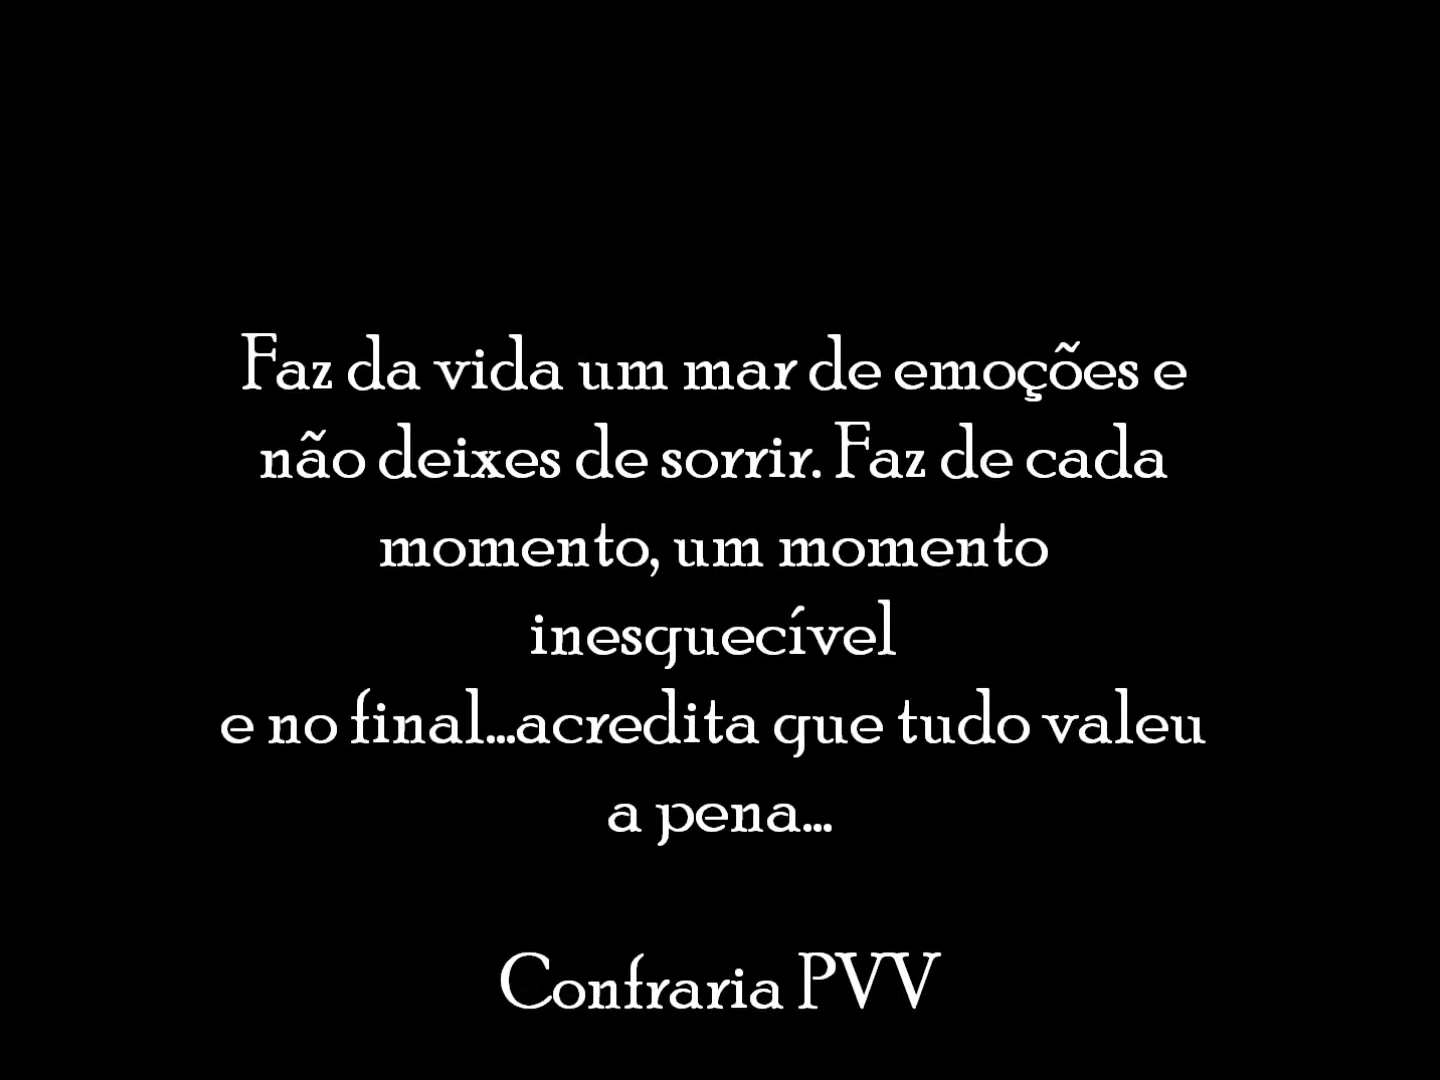 Faz da vida um mar de emoções e
não deixes de sorrir. Faz de cada
momento, um momento
inesquecível
e no final...acredita que tudo valeu
a pena...
Confraria PVV